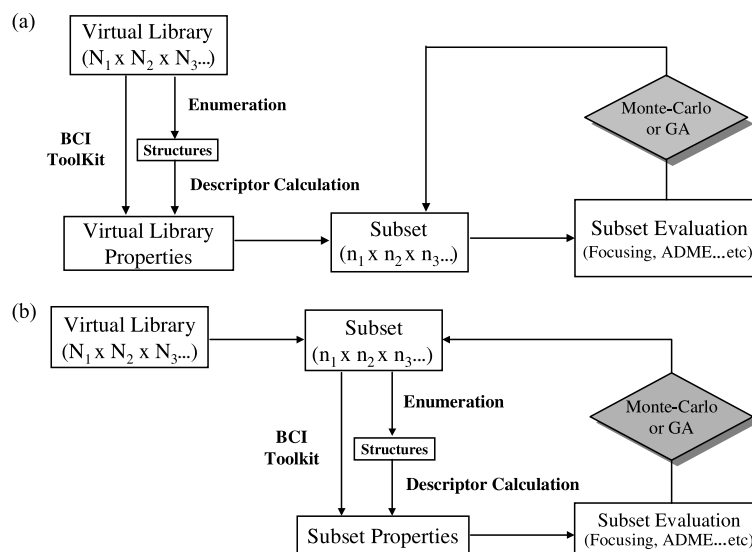 (a)
Virtual Library
(N₁ x N₂ x N₃...)
Enumeration
BCI
ToolKit
Structures
Descriptor Calculation
Virtual Library
Properties
Subset
(n₁ x n₂ x n₃...)
Monte-Carlo
or GA
Subset Evaluation
(Focusing, ADME...etc)
(b)
Virtual Library
(N₁ x N₂ x N₃...)
Subset
(n₁ x n₂ x n₃...)
Enumeration
BCI
Toolkit
Structures
Descriptor Calculation
Subset Properties
Monte-Carlo
or GA
Subset Evaluation
(Focusing, ADME...etc)